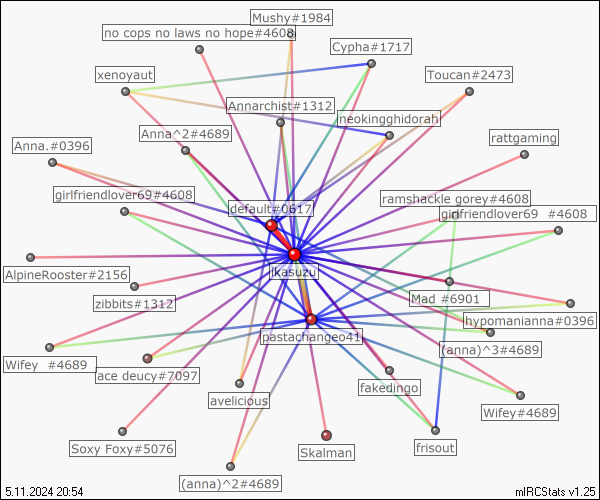 Mushy#1984
no cops no laws no hope#4608
Cypha#1717
xenoyaut
Toucan#2473
Annarchist#1312
neokingghidorah
Anna^2#4689
Anna.#0396
rattgaming
girlfriendlover69#4608
ramshackle gorey#4608
default#0617
girlfriendlover69 #4608
AlpineRooster#2156
ikasuzu
zibbits#1312
Mad #6901
hypomanianna#0396
pastachangeo41
(anna)^3#4689
Wifey #4689
ace deucy#7097
fakedingo
avelicious
Wifey#4689
Soxy Foxy#5076
Skalman
frisout
(anna)^2#4689
5.11.2024 20:54
mIRCStats v1.25